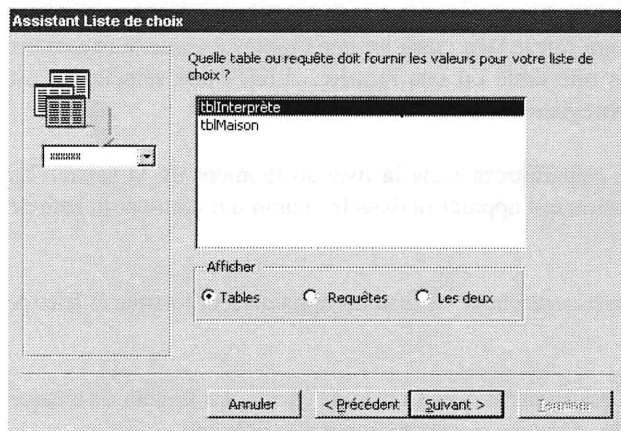 Assistant Liste de choix
Quelle table ou requête doit fournir les valeurs pour votre liste de
choix ?
xxxxxx
tblInterprète
tblMaison
Afficher
Tables
Requêtes
Les deux
Annuler
< Précédent
Suivant >
Terminer